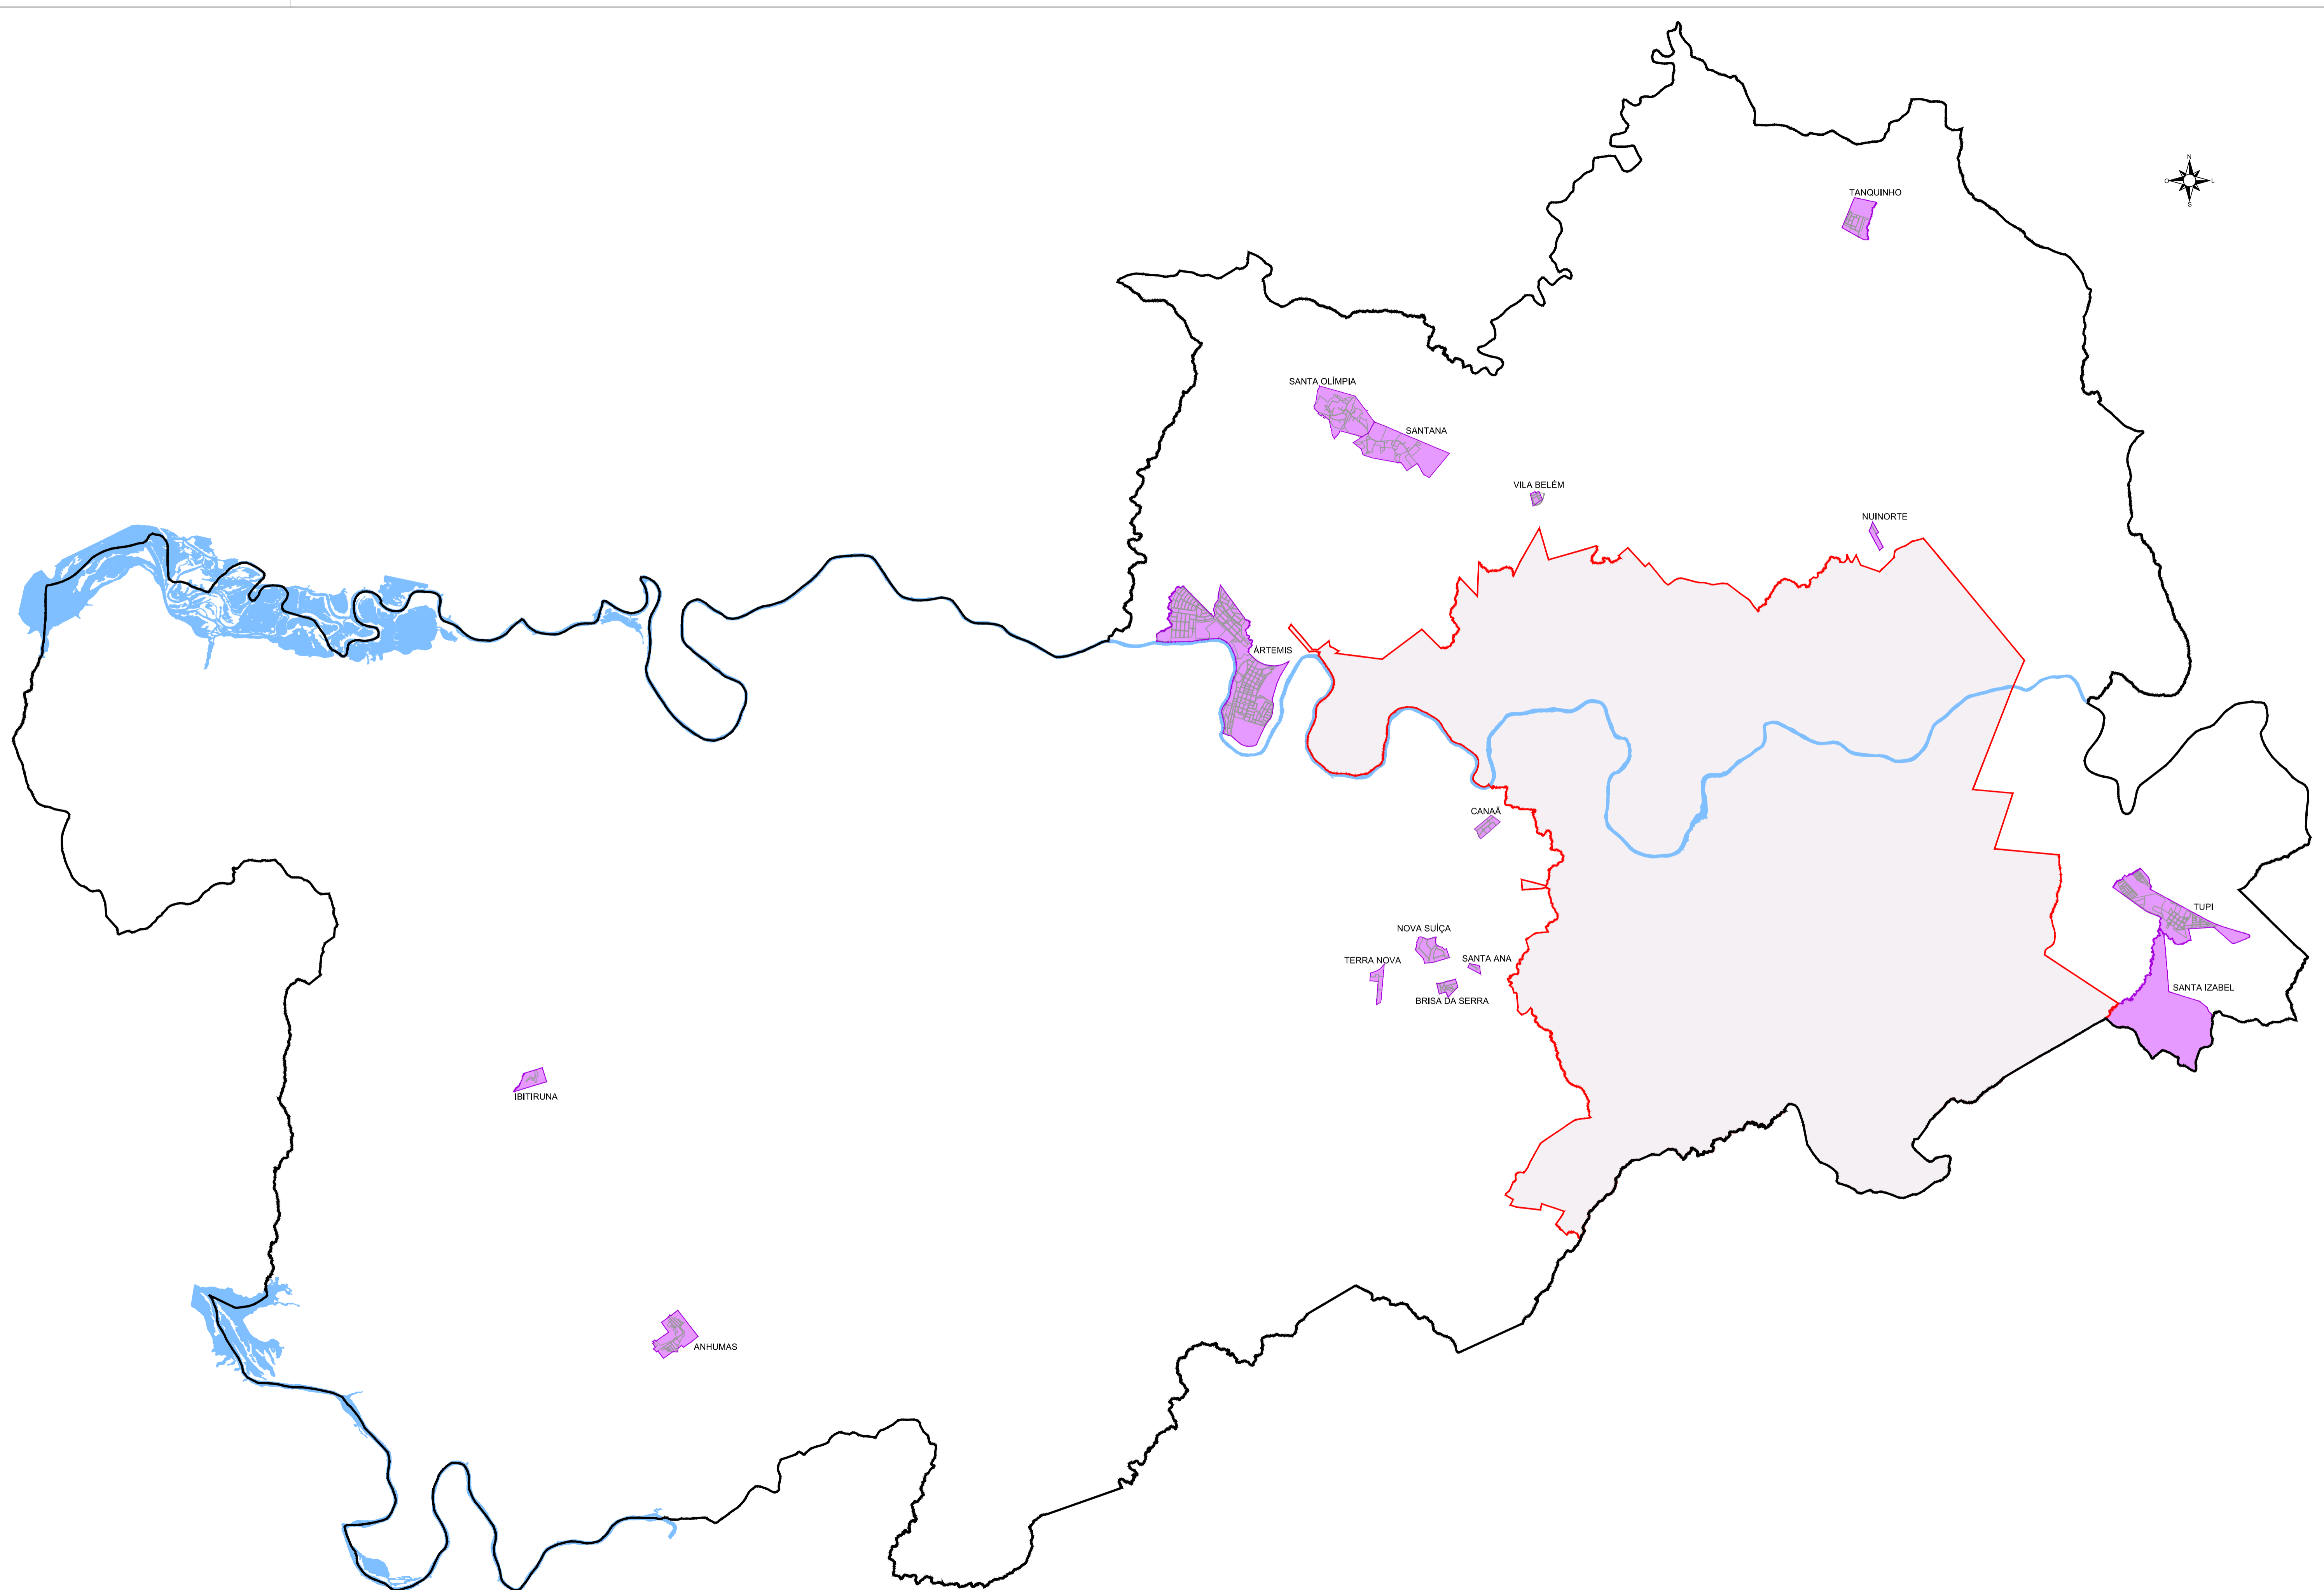 N
O
L
S
TANQUINHO
SANTA OLÍMPIA
SANTANA
VILA BELÉM
NUINORTE
ÁRTEMIS
CANAÃ
TUPI
NOVA SUÍÇA
TERRA NOVA
SANTA ANA
SANTA IZABEL
BRISA DA SERRA
IBITIRUNA
ANHUMAS